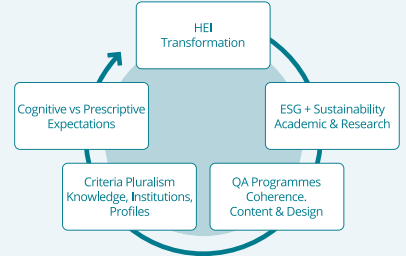 HEI
Transformation
ESG + Sustainability
Academic & Research
QA Programmes
Coherence.
Content & Design
Criteria Pluralism
Knowledge, Institutions,
Profiles
Cognitive vs Prescriptive
Expectations